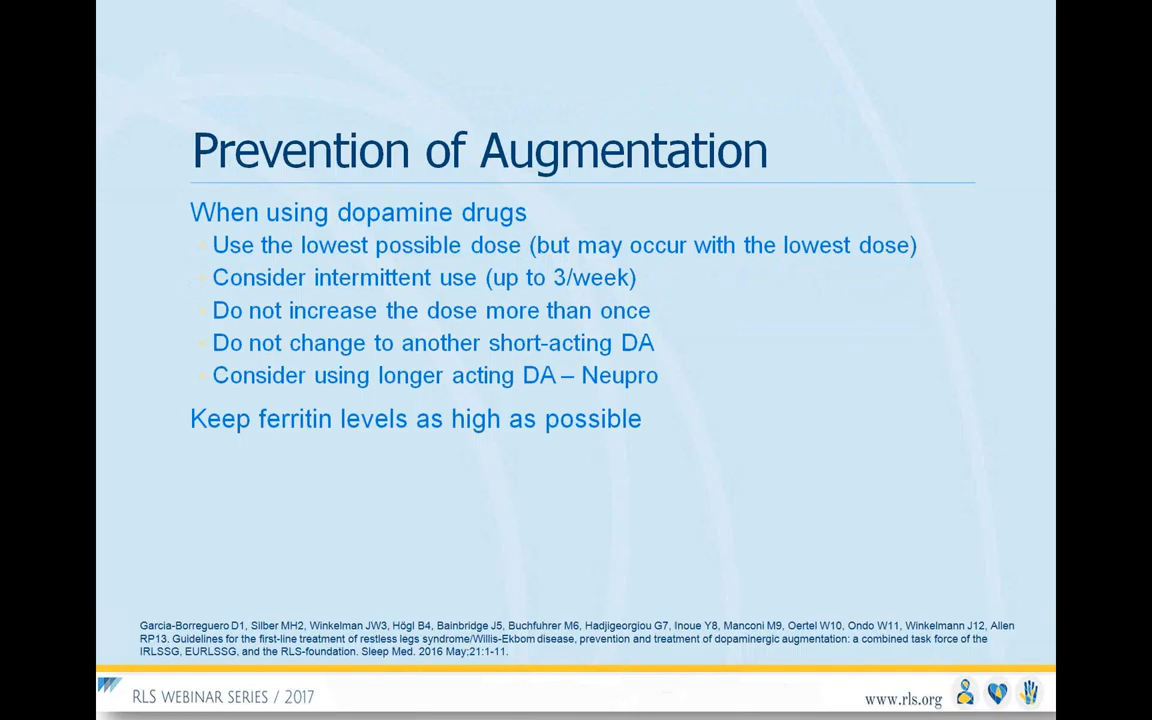 Prevention of Augmentation
When using dopamine drugs
Use the lowest possible dose (but may occur with the lowest dose)
Consider intermittent use (up to 3/week)
Do not increase the dose more than once
Do not change to another short-acting DA
Consider using longer acting DA – Neupro
Keep ferritin levels as high as possible
Garcia-Borreguero D1, Silber MH2, Winkelman JW3, Högl B4, Bainbridge J5, Buchfuhrer M6, Hadjigeorgiou G7, Inoue Y8, Manconi M9, Oertel W10, Ondo W11, Winkelmann J12, Allen
RP13. Guidelines for the first-line treatment of restless legs syndrome/Willis-Ekbom disease, prevention and treatment of dopaminergic augmentation: a combined task force of the
IRLSSG, EURLSSG, and the RLS-foundation. Sleep Med. 2016 May;21:1-11.
RLS WEBINAR SERIES / 2017
www.rls.org